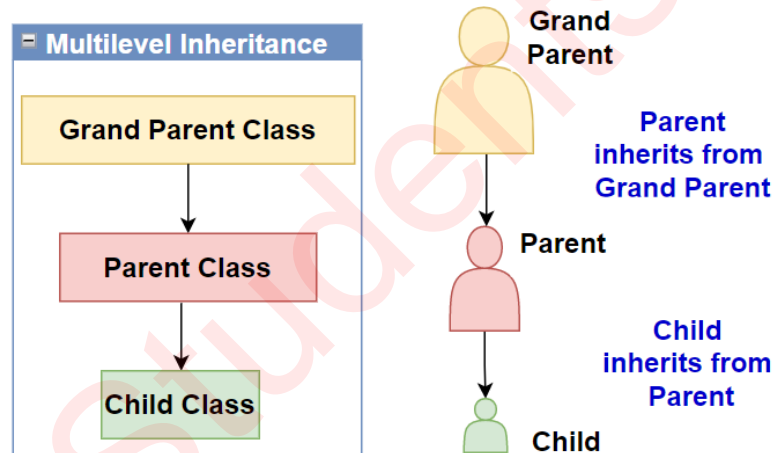 Multilevel Inheritance
Grand Parent Class
Parent Class
Child Class
Grand
Parent
Parent
inherits from
Grand Parent
Parent
Child
inherits from
Parent
Child
Students